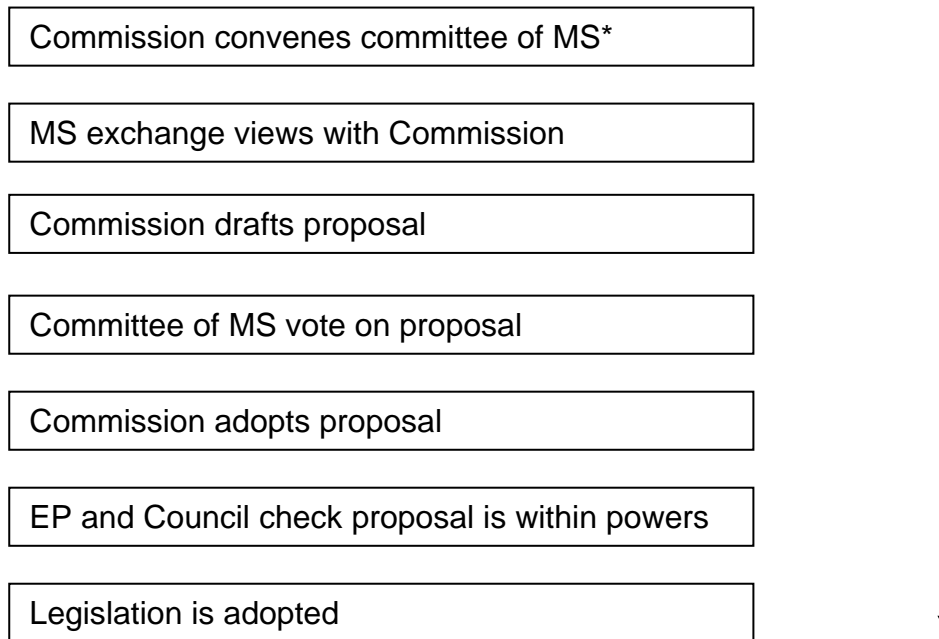 Commission convenes committee of MS*
MS exchange views with Commission
Commission drafts proposal
Committee of MS vote on proposal
Commission adopts proposal
EP and Council check proposal is within powers
Legislation is adopted